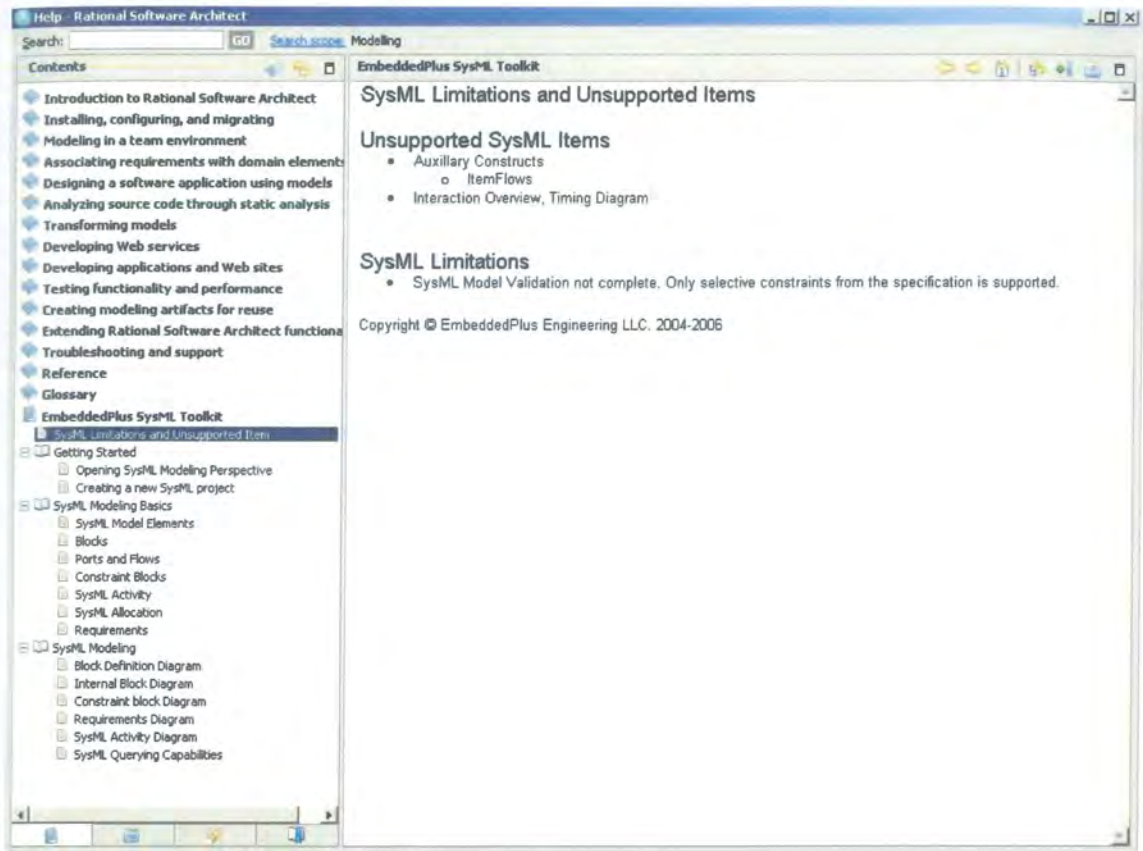 Help - Rational Software Architect
Search:
GO
Search scope: Modelling
Contents
Introduction to Rational Software Architect
Installing, configuring, and migrating
Modeling in a team environment
Associating requirements with domain elements
Designing a software application using models
Analyzing source code through static analysis
Transforming models
Developing Web services
Developing applications and Web sites
Testing functionality and performance
Creating modeling artifacts for reuse
Extending Rational Software Architect functiona
Troubleshooting and support
Reference
Glossary
EmbeddedPlus SysML Toolkit
SysML Limitations and Unsupported Item
Getting Started
Opening SysML Modeling Perspective
Creating a new SysML project
SysML Modeling Basics
SysML Model Elements
Blocks
Ports and Flows
Constraint Blocks
SysML Activity
SysML Allocation
Requirements
SysML Modeling
Block Definition Diagram
Internal Block Diagram
Constraint block Diagram
Requirements Diagram
SysML Activity Diagram
SysML Querying Capabilities
EmbeddedPlus SysML Toolkit
SysML Limitations and Unsupported Items
Unsupported SysML Items
• Auxillary Constructs
o ItemFlows
• Interaction Overview, Timing Diagram
SysML Limitations
• SysML Model Validation not complete. Only selective constraints from the specification is supported.
Copyright © EmbeddedPlus Engineering LLC. 2004-2006